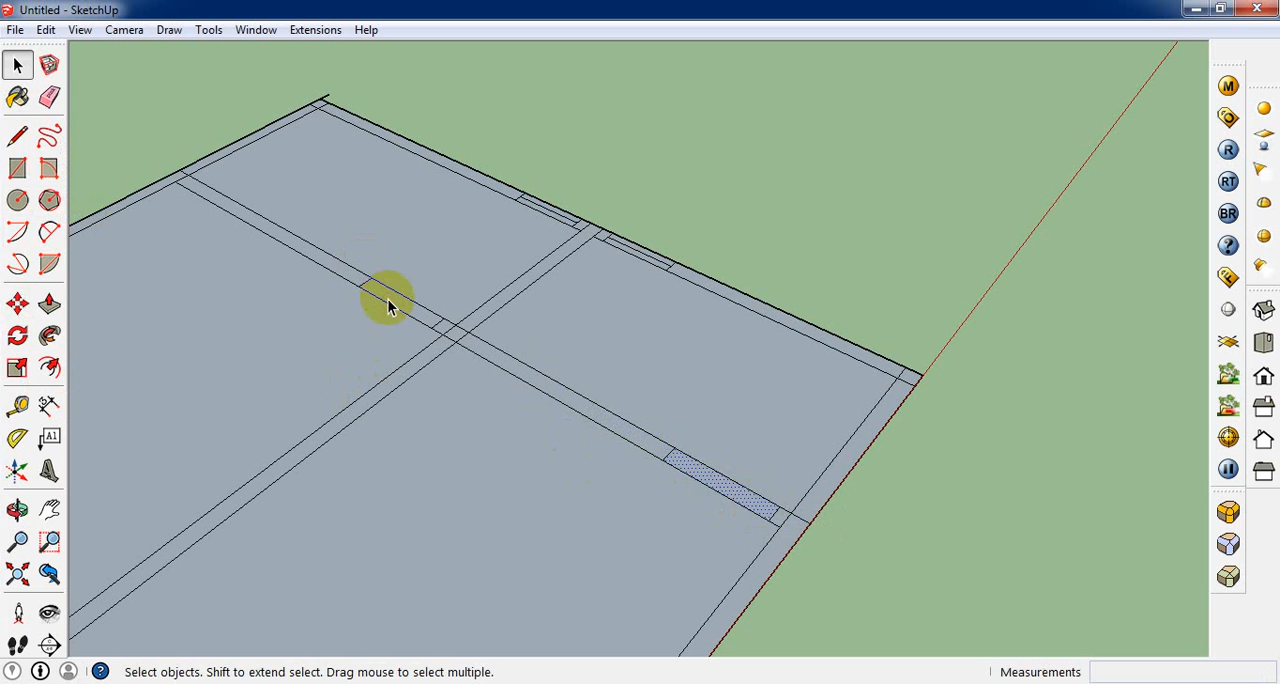 Untitled - SketchUp
File Edit View Camera Draw Tools Window Extensions Help
M
R
RT
BR
?
F
A1
Select objects. Shift to extend select. Drag mouse to select multiple.
Measurements